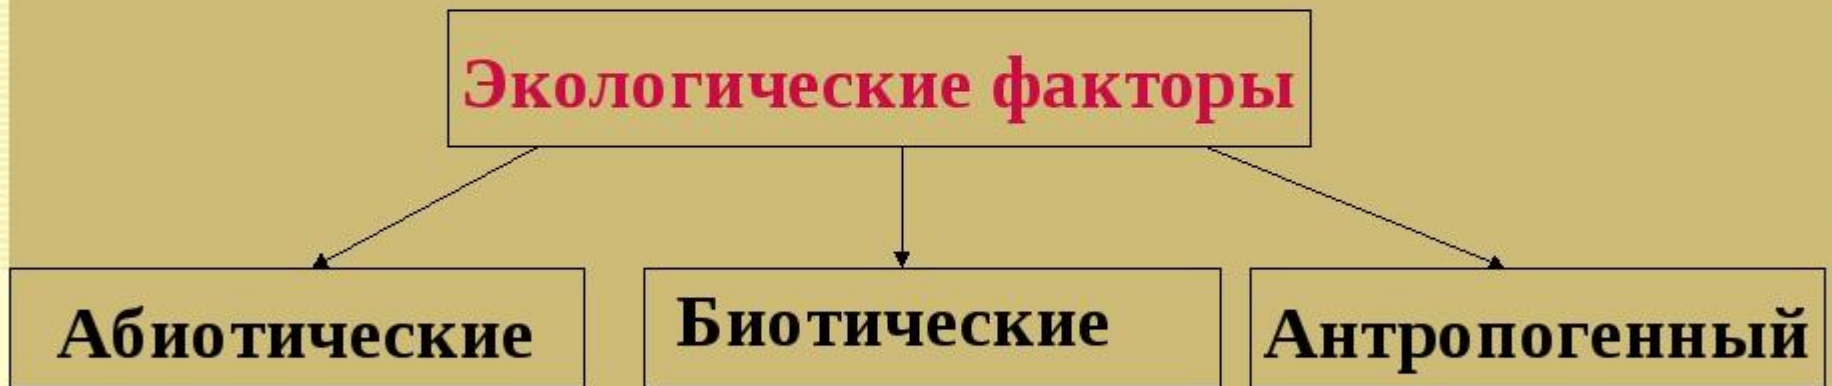 Экологические факторы
Абиотические
Биотические
Антропогенный